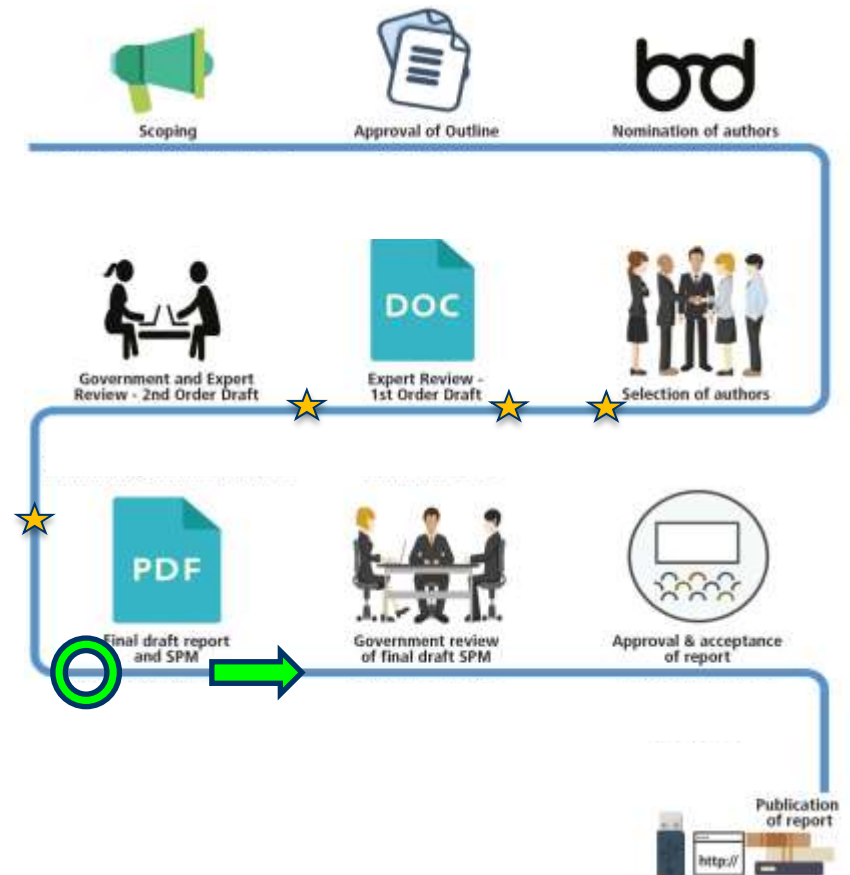 Scoping
Approval of Outline
Nomination of authors
DOC
Government and Expert
Review - 2nd Order Draft
Expert Review -
1st Order Draft
Selection of authors
PDF
Final draft report
and SPM
Government review
of final draft SPM
Approval & acceptance
of report
Publication
of report
http://